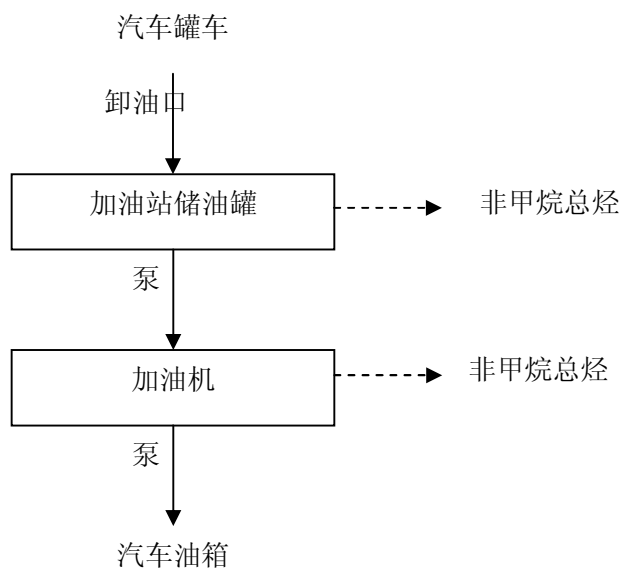 汽车罐车
卸油口
加油站储油罐
非甲烷总烃
泵
加油机
非甲烷总烃
泵
汽车油箱